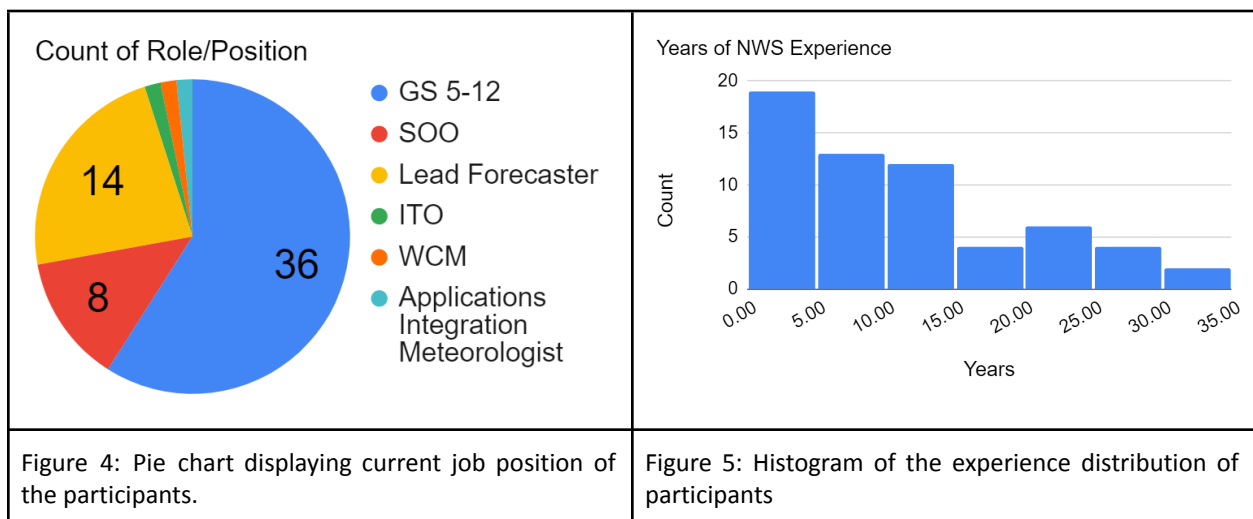 Count of Role/Position
14
8
36
GS 5-12
SOO
Lead Forecaster
ITO
WCM
Applications
Integration
Meteorologist
Years of NWS Experience
Count
20
15
10
5
0
0.00
5.00
10.00
15.00
20.00
25.00
30.00
35.00
Years
Figure 4: Pie chart displaying current job position of
the participants.
Figure 5: Histogram of the experience distribution of
participants